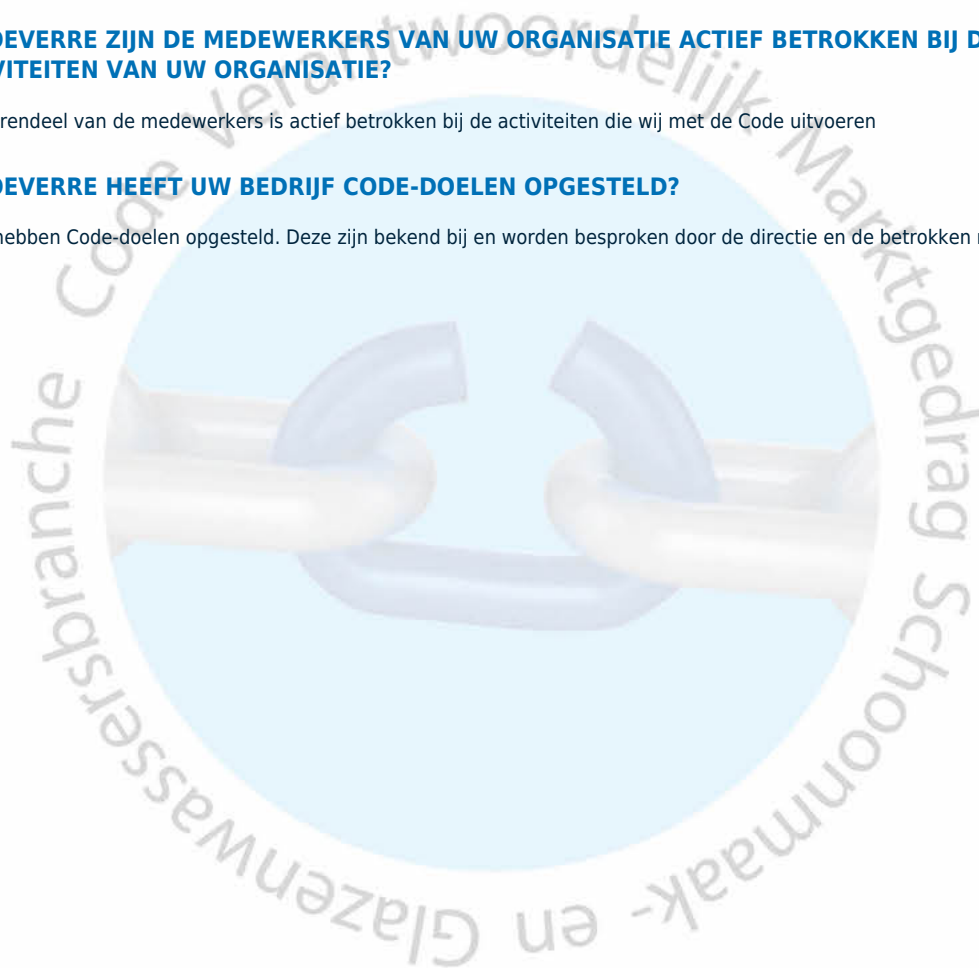 OEVERRE ZIJN DE MEDEWERKERS VAN UW ORGANISATIE ACTIEF BETROKKEN BIJ D
VITEITEN VAN UW ORGANISATIE?
rendeel van de medewerkers is actief betrokken bij de activiteiten die wij met de Code uitvoeren
OEVERRE HEEFT UW BEDRIJF CODE-DOELEN OPGESTELD?
hebben Code-doelen opgesteld. Deze zijn bekend bij en worden besproken door de directie en de betrokken
Code Verantwoordelijk Marktgedrag Schoonmaak- en Glazenwassersbranche